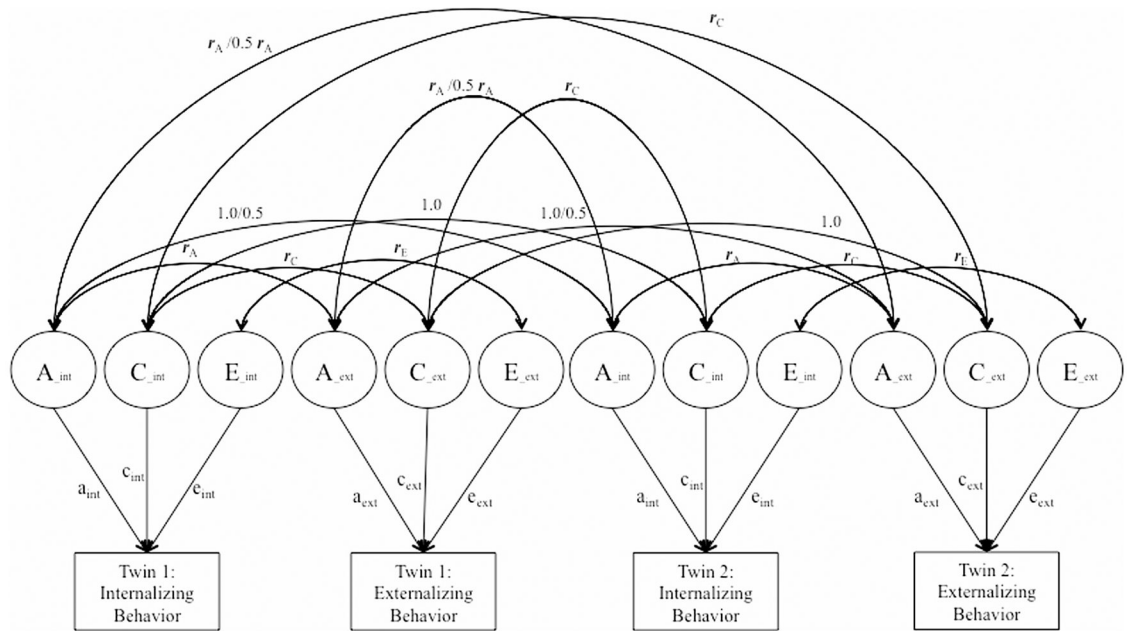 r_C
r_A /0.5 r_A
r_A /0.5 r_A
r_C
1.0/0.5
1.0
1.0/0.5
1.0
r_A
r_C
r_E
r_A
r_C
r_E
A_int
C_int
E_int
A_ext
C_ext
E_ext
A_int
C_int
E_int
A_ext
C_ext
E_ext
a_int
c_int
e_int
a_ext
c_ext
e_ext
a_int
c_int
e_int
a_ext
c_ext
e_ext
Twin 1:
Internalizing
Behavior
Twin 1:
Externalizing
Behavior
Twin 2:
Internalizing
Behavior
Twin 2:
Externalizing
Behavior